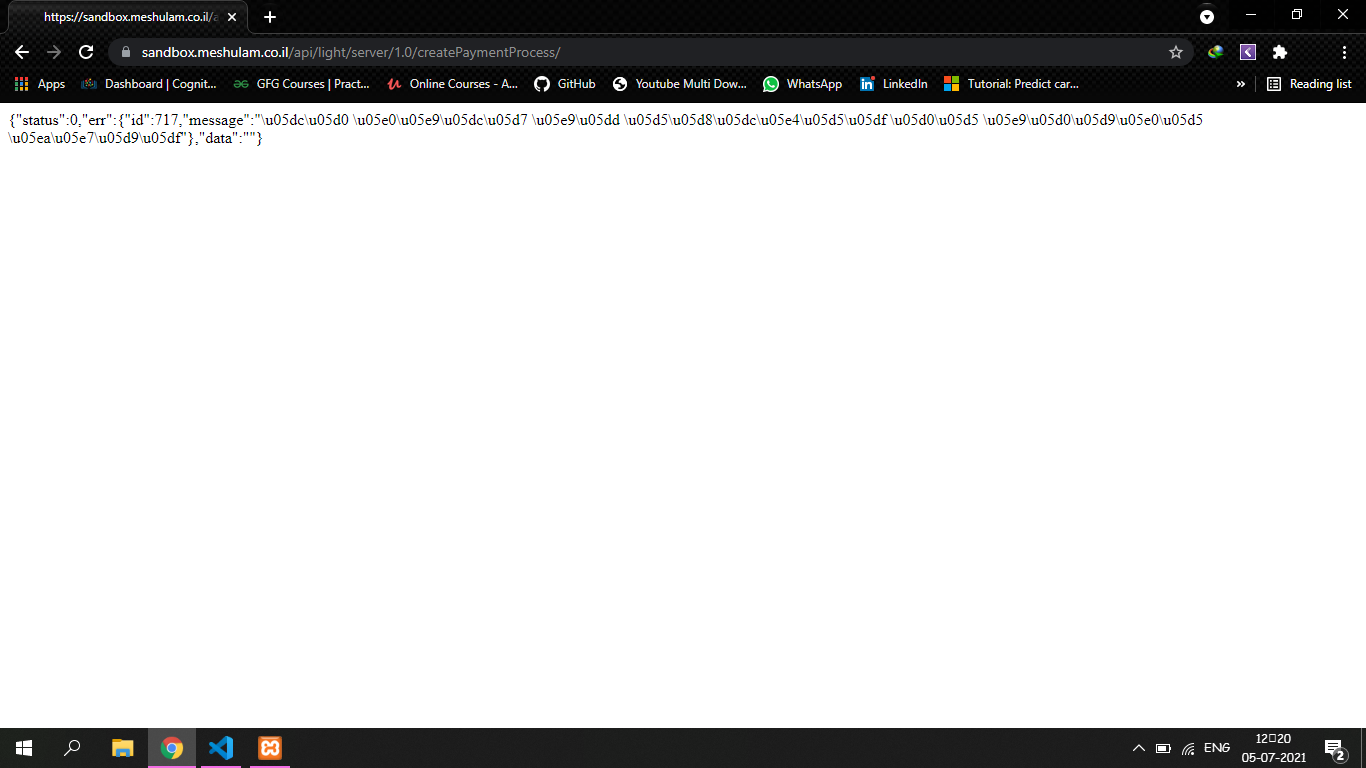 https://sandbox.meshulam.co.il/a
sandbox.meshulam.co.il/api/light/server/1.0/createPaymentProcess/
Apps Dashboard | Cognit... GFG Courses | Pract... Online Courses - A... GitHub Youtube Multi Dow... WhatsApp LinkedIn Tutorial: Predict car... » Reading list
{"status":0,"err":{"id":717,"message":"\u05dc\u05d0 \u05e0\u05e9\u05dc\u05d7 \u05e9\u05dd \u05d5\u05d8\u05dc\u05e4\u05d5\u05df \u05d0\u05d5 \u05e9\u05d0\u05d9\u05e0\u05d5
\u05ea\u05e7\u05d9\u05df"},"data":""}
ENG
12▯20
05-07-2021
2